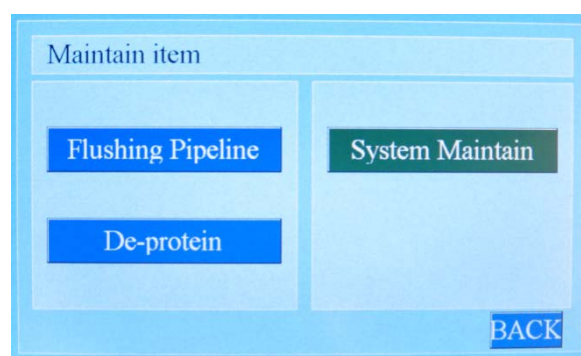 Maintain item
Flushing Pipeline
System Maintain
De-protein
BACK